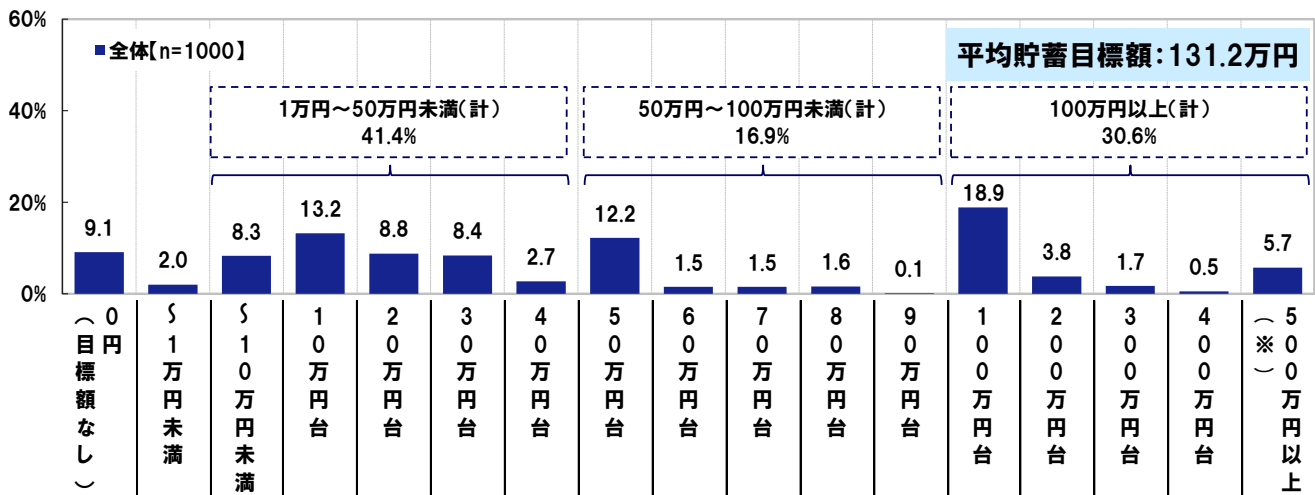 60%
40%
20%
0%
■全体【n=1000】
平均貯蓄目標額:131.2万円
1万円～50万円未満(計)
41.4%
50万円～100万円未満(計)
16.9%
100万円以上(計)
30.6%
9.1
2.0
8.3
13.2
8.8
8.4
2.7
12.2
1.5
1.5
1.6
0.1
18.9
3.8
1.7
0.5
5.7
0円
(目標額なし)
～1万円未満
～10万円未満
10万円台
20万円台
30万円台
40万円台
50万円台
60万円台
70万円台
80万円台
90万円台
100万円台
200万円台
300万円台
400万円台
500万円以上
(※)